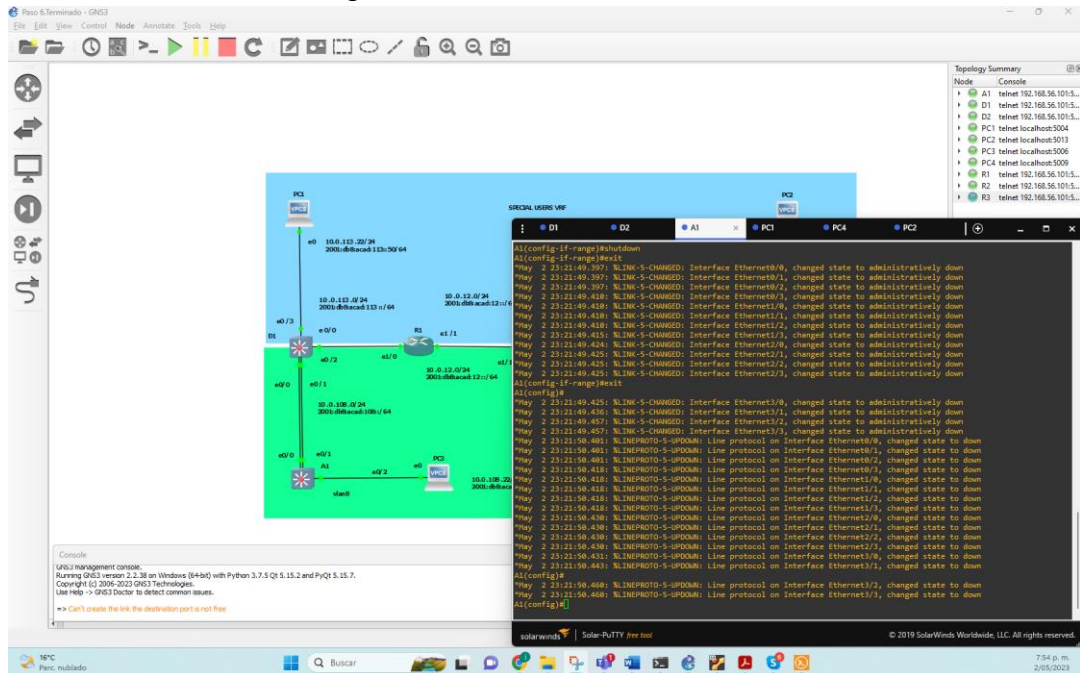 Paso 6.Terminado - GNS3
File Edit View Control Node Annotate Tools Help
Topology Summary
Node Console
A1 telnet 192.168.56.101:5...
D1 telnet 192.168.56.101:5...
D2 telnet 192.168.56.101:5...
PC1 telnet localhost:5004
PC2 telnet localhost:5013
PC3 telnet localhost:5006
PC4 telnet localhost:5009
R1 telnet 192.168.56.101:5...
R2 telnet 192.168.56.101:5...
R3 telnet 192.168.56.101:5...
PC1
VPCS
SPECIAL USERS VRF
PC2
VPCS
e0 10.0.113.22/24
2001:db8:acad:113::50/64
10.0.113.0/24
2001:db8:acad:113::/64
10.0.12.0/24
2001:db8:acad:12::/6
e0/3
e0/0
R1
e1/1
D1
e0/2
e1/0
e1/
10.0.12.0/24
2001:db8:acad:12::/64
e0/0 e0/1
10.0.108.0/24
2001:db8:acad:108::/64
e0/0 e0/1
PC3
A1
e0/2
e0
VPCS
10.0.108.22
2001:db8:aca
vlan8
D1 D2 A1 × PC1 PC4 PC2
A1(config-if-range)#shutdown
A1(config-if-range)#exit
*May 2 23:21:49.397: %LINK-5-CHANGED: Interface Ethernet0/0, changed state to administratively down
*May 2 23:21:49.397: %LINK-5-CHANGED: Interface Ethernet0/1, changed state to administratively down
*May 2 23:21:49.397: %LINK-5-CHANGED: Interface Ethernet0/2, changed state to administratively down
*May 2 23:21:49.410: %LINK-5-CHANGED: Interface Ethernet0/3, changed state to administratively down
*May 2 23:21:49.410: %LINK-5-CHANGED: Interface Ethernet1/0, changed state to administratively down
*May 2 23:21:49.410: %LINK-5-CHANGED: Interface Ethernet1/1, changed state to administratively down
*May 2 23:21:49.410: %LINK-5-CHANGED: Interface Ethernet1/2, changed state to administratively down
*May 2 23:21:49.415: %LINK-5-CHANGED: Interface Ethernet1/3, changed state to administratively down
*May 2 23:21:49.424: %LINK-5-CHANGED: Interface Ethernet2/0, changed state to administratively down
*May 2 23:21:49.425: %LINK-5-CHANGED: Interface Ethernet2/1, changed state to administratively down
*May 2 23:21:49.425: %LINK-5-CHANGED: Interface Ethernet2/2, changed state to administratively down
*May 2 23:21:49.425: %LINK-5-CHANGED: Interface Ethernet2/3, changed state to administratively down
A1(config-if-range)#exit
A1(config)#
*May 2 23:21:49.425: %LINK-5-CHANGED: Interface Ethernet3/0, changed state to administratively down
*May 2 23:21:49.436: %LINK-5-CHANGED: Interface Ethernet3/1, changed state to administratively down
*May 2 23:21:49.457: %LINK-5-CHANGED: Interface Ethernet3/2, changed state to administratively down
*May 2 23:21:49.457: %LINK-5-CHANGED: Interface Ethernet3/3, changed state to administratively down
*May 2 23:21:50.401: %LINEPROTO-5-UPDOWN: Line protocol on Interface Ethernet0/0, changed state to down
*May 2 23:21:50.401: %LINEPROTO-5-UPDOWN: Line protocol on Interface Ethernet0/1, changed state to down
*May 2 23:21:50.401: %LINEPROTO-5-UPDOWN: Line protocol on Interface Ethernet0/2, changed state to down
*May 2 23:21:50.418: %LINEPROTO-5-UPDOWN: Line protocol on Interface Ethernet0/3, changed state to down
*May 2 23:21:50.418: %LINEPROTO-5-UPDOWN: Line protocol on Interface Ethernet1/0, changed state to down
*May 2 23:21:50.418: %LINEPROTO-5-UPDOWN: Line protocol on Interface Ethernet1/1, changed state to down
*May 2 23:21:50.418: %LINEPROTO-5-UPDOWN: Line protocol on Interface Ethernet1/2, changed state to down
*May 2 23:21:50.418: %LINEPROTO-5-UPDOWN: Line protocol on Interface Ethernet1/3, changed state to down
*May 2 23:21:50.430: %LINEPROTO-5-UPDOWN: Line protocol on Interface Ethernet2/0, changed state to down
*May 2 23:21:50.430: %LINEPROTO-5-UPDOWN: Line protocol on Interface Ethernet2/1, changed state to down
*May 2 23:21:50.430: %LINEPROTO-5-UPDOWN: Line protocol on Interface Ethernet2/2, changed state to down
*May 2 23:21:50.430: %LINEPROTO-5-UPDOWN: Line protocol on Interface Ethernet2/3, changed state to down
*May 2 23:21:50.431: %LINEPROTO-5-UPDOWN: Line protocol on Interface Ethernet3/0, changed state to down
*May 2 23:21:50.443: %LINEPROTO-5-UPDOWN: Line protocol on Interface Ethernet3/1, changed state to down
A1(config)#
*May 2 23:21:50.460: %LINEPROTO-5-UPDOWN: Line protocol on Interface Ethernet3/2, changed state to down
*May 2 23:21:50.460: %LINEPROTO-5-UPDOWN: Line protocol on Interface Ethernet3/3, changed state to down
A1(config)#
solarwinds Solar-PuTTY free tool © 2019 SolarWinds Worldwide, LLC. All rights reserved.
Console
GNS3 management console.
Running GNS3 version 2.2.38 on Windows (64-bit) with Python 3.7.5 Qt 5.15.2 and PyQt 5.15.7.
Copyright (c) 2006-2023 GNS3 Technologies.
Use Help -> GNS3 Doctor to detect common issues.
=> Can't create the link the destination port is not free
16°C
Parc. nublado
Buscar
7:54 p. m.
2/05/2023